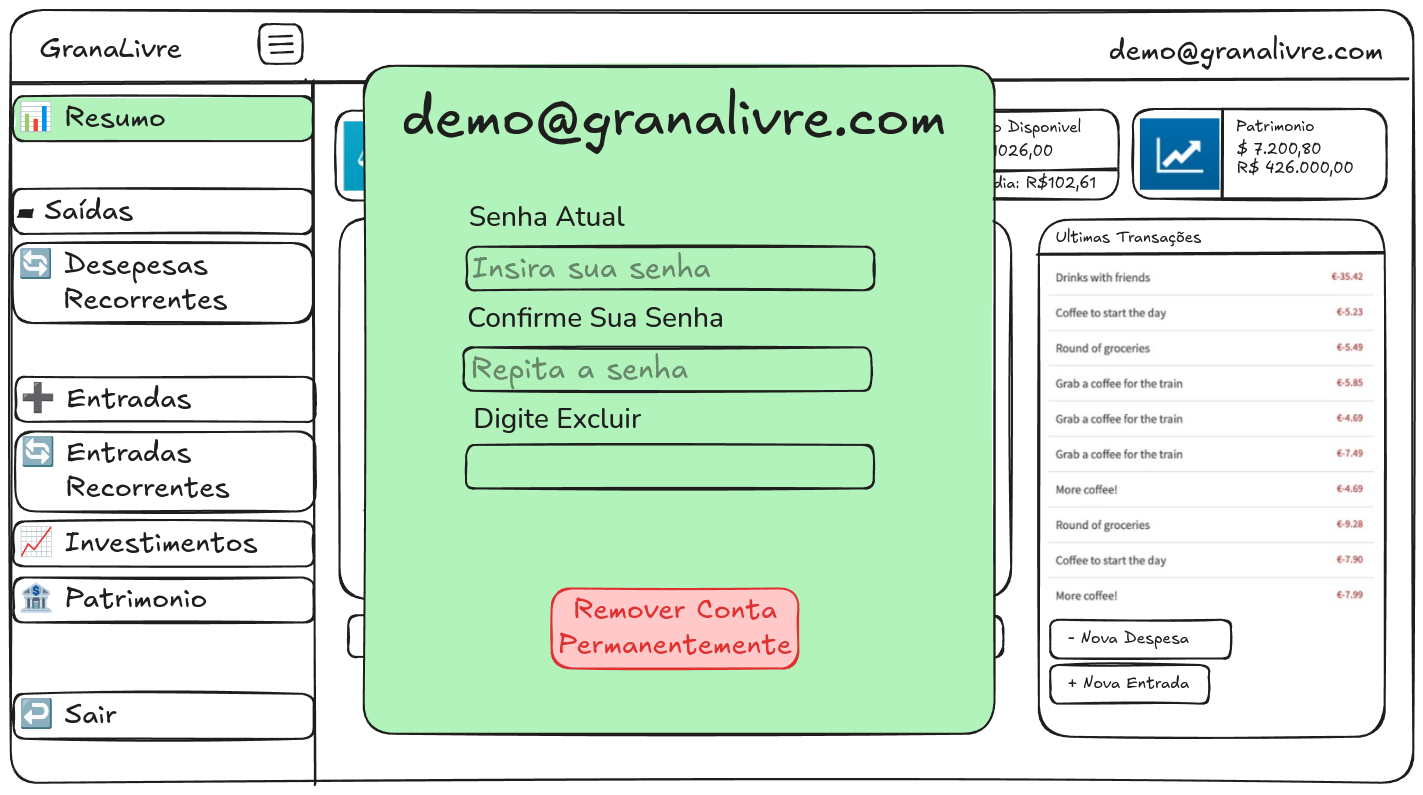 GranaLivre
demo@granalivre.com
Resumo
Saídas
Desepesas
Recorrentes
Entradas
Entradas
Recorrentes
Investimentos
Patrimonio
Sair
demo@granalivre.com
Senha Atual
Insira sua senha
Confirme Sua Senha
Repita a senha
Digite Excluir
Remover Conta
Permanentemente
o Disponivel
1026,00
dia: R$102,61
Patrimonio
$ 7.200,80
R$ 426.000,00
Ultimas Transações
Drinks with friends €-35.42
Coffee to start the day €-5.23
Round of groceries €-5.49
Grab a coffee for the train €-5.85
Grab a coffee for the train €-4.69
Grab a coffee for the train €-7.49
More coffee! €-4.69
Round of groceries €-9.28
Coffee to start the day €-7.90
More coffee! €-7.99
- Nova Despesa
+ Nova Entrada